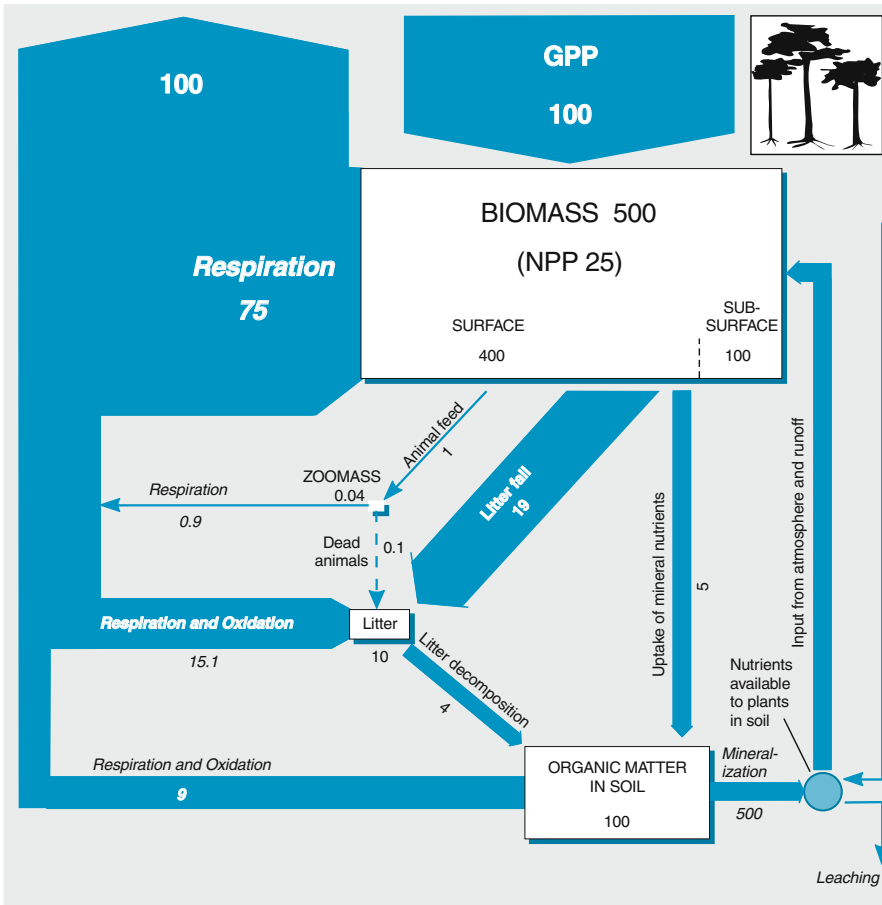 100
GPP
100
BIOMASS 500
(NPP 25)
SURFACE
400
SUB-
SURFACE
100
Respiration
75
Animal feed
1
ZOOMASS
0.04
Respiration
0.9
Dead
animals
0.1
Litter fall
19
Uptake of mineral nutrients
5
Input from atmosphere and runoff
Respiration and Oxidation
15.1
Litter
10
Litter decomposition
4
Nutrients
available
to plants
in soil
Respiration and Oxidation
9
ORGANIC MATTER
IN SOIL
100
Mineral-
ization
500
Leaching